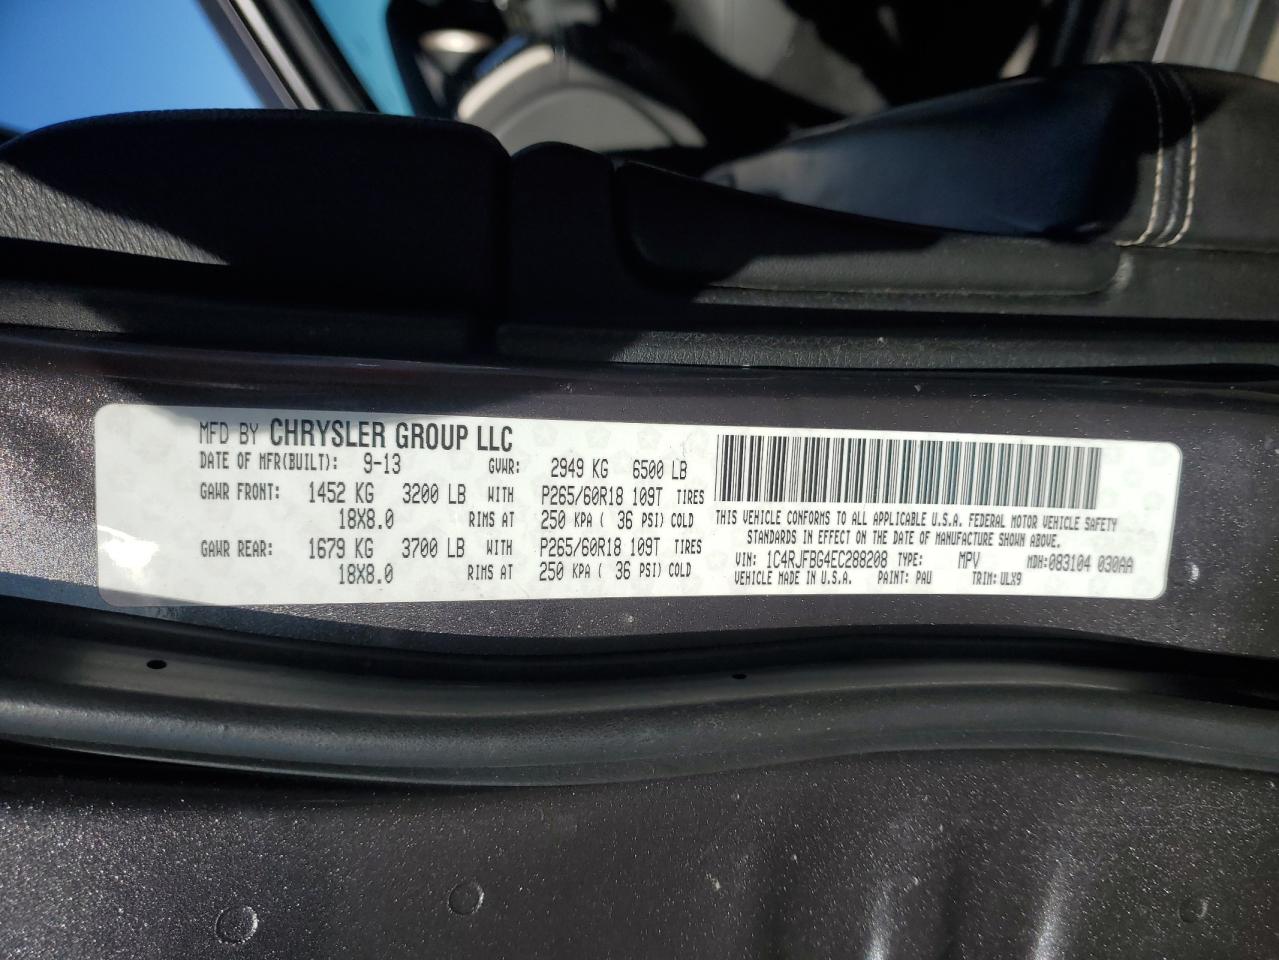 MFD BY CHRYSLER GROUP LLC
DATE OF MFR(BUILT): 9-13 GVWR: 2949 KG 6500 LB
GAWR FRONT: 1452 KG 3200 LB WITH P265/60R18 109T TIRES
18X8.0 RIMS AT 250 KPA ( 36 PSI) COLD
GAWR REAR: 1679 KG 3700 LB WITH P265/60R18 109T TIRES
18X8.0 RIMS AT 250 KPA ( 36 PSI) COLD
THIS VEHICLE CONFORMS TO ALL APPLICABLE U.S.A. FEDERAL MOTOR VEHICLE SAFETY
STANDARDS IN EFFECT ON THE DATE OF MANUFACTURE SHOWN ABOVE.
VIN: 1C4RJFBG4EC288208 TYPE: MPV MDH:083104 030AA
VEHICLE MADE IN U.S.A. PAINT: PAU TRIM: ULX9